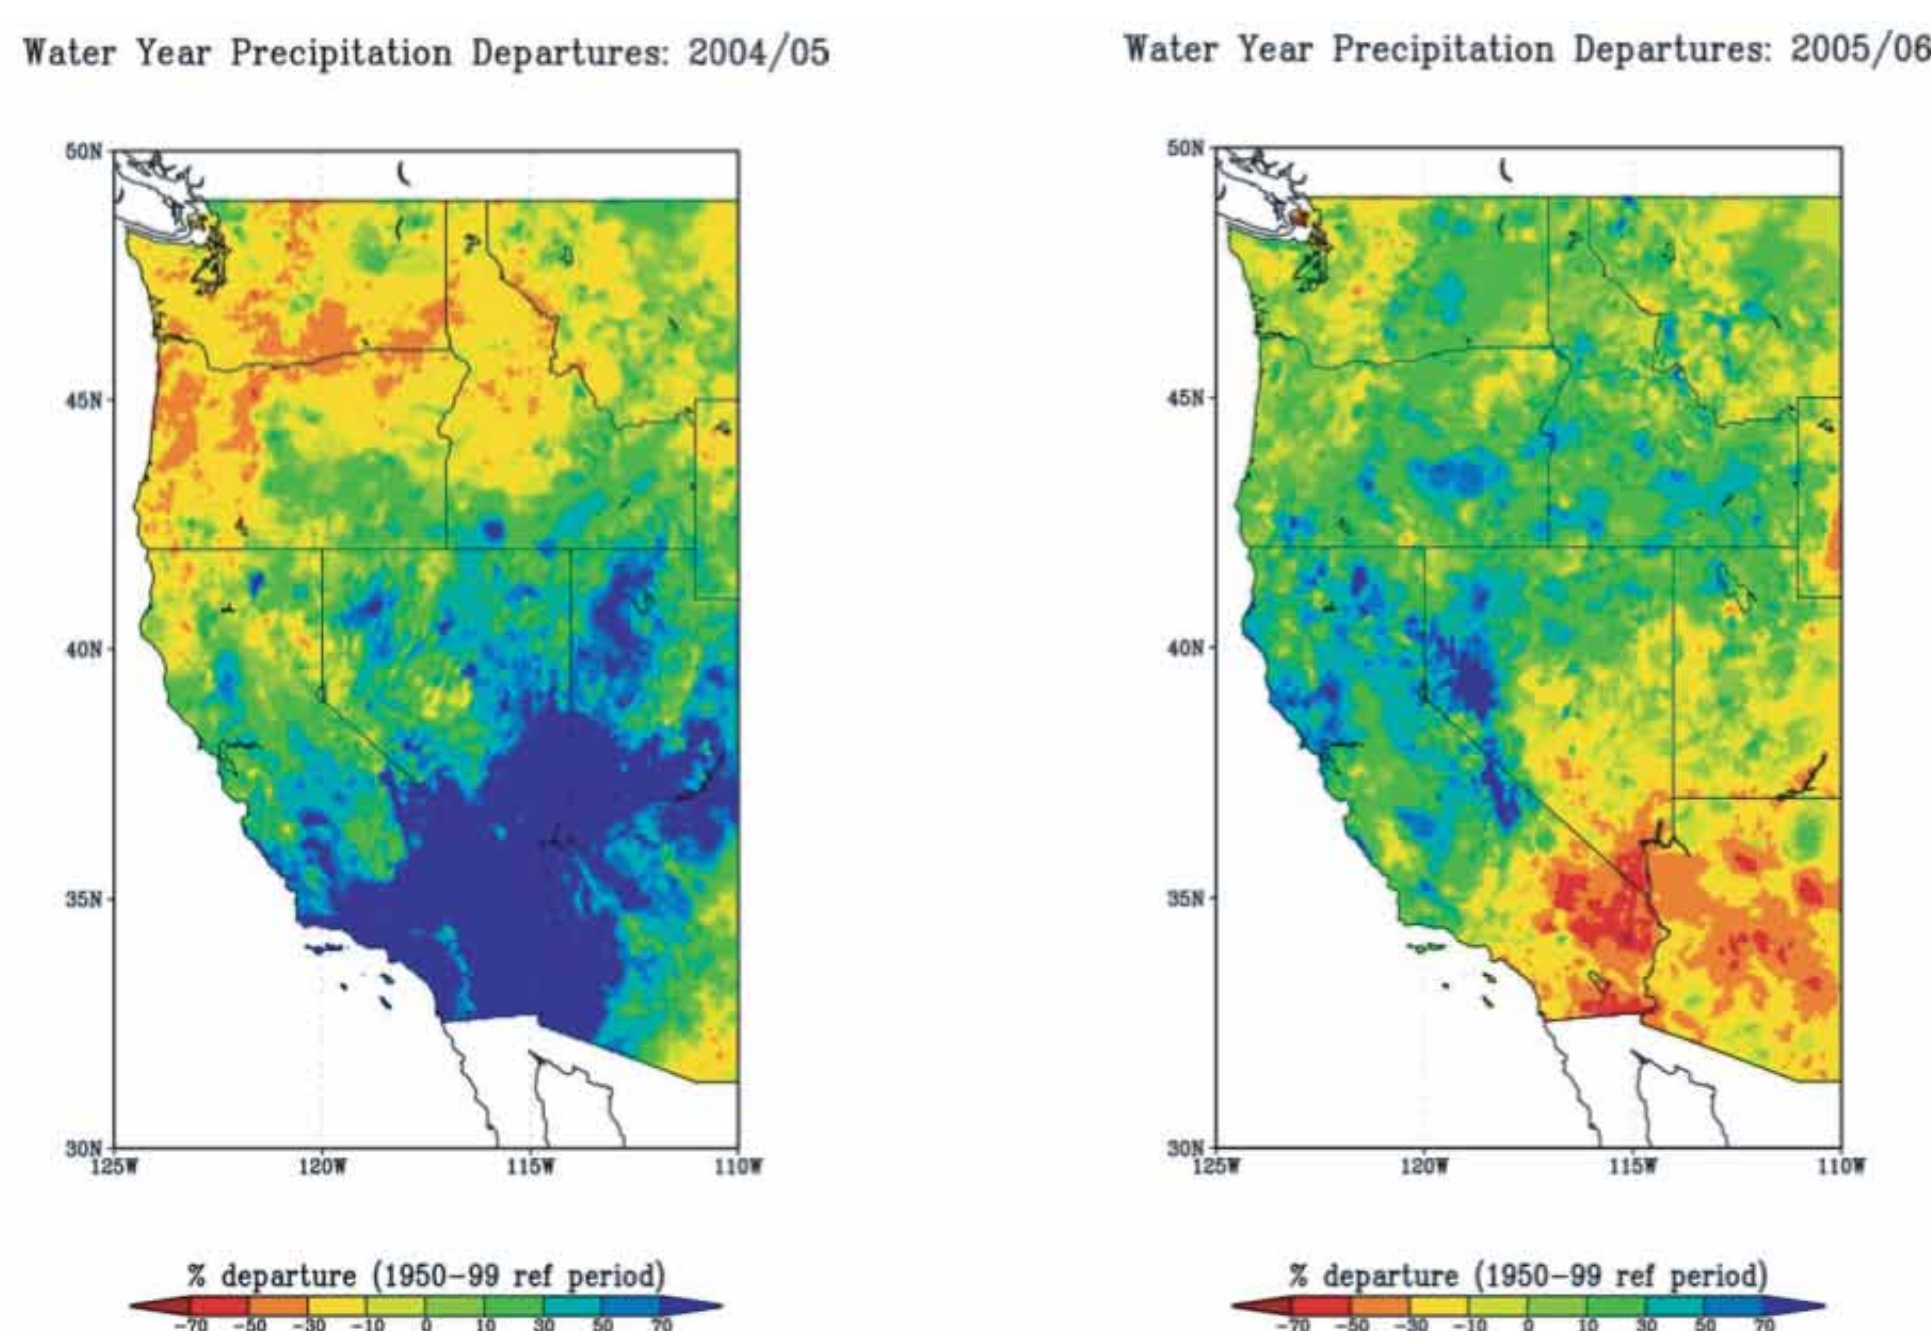 Water Year Precipitation Departures: 2004/05
50N
45N
40N
35N
30N
125W 120W 115W 110W
% departure (1950-99 ref period)
-70 -50 -30 -10 0 10 30 50 70
Water Year Precipitation Departures: 2005/06
50N
45N
40N
35N
30N
125W 120W 115W 110W
% departure (1950-99 ref period)
-70 -50 -30 -10 0 10 30 50 70